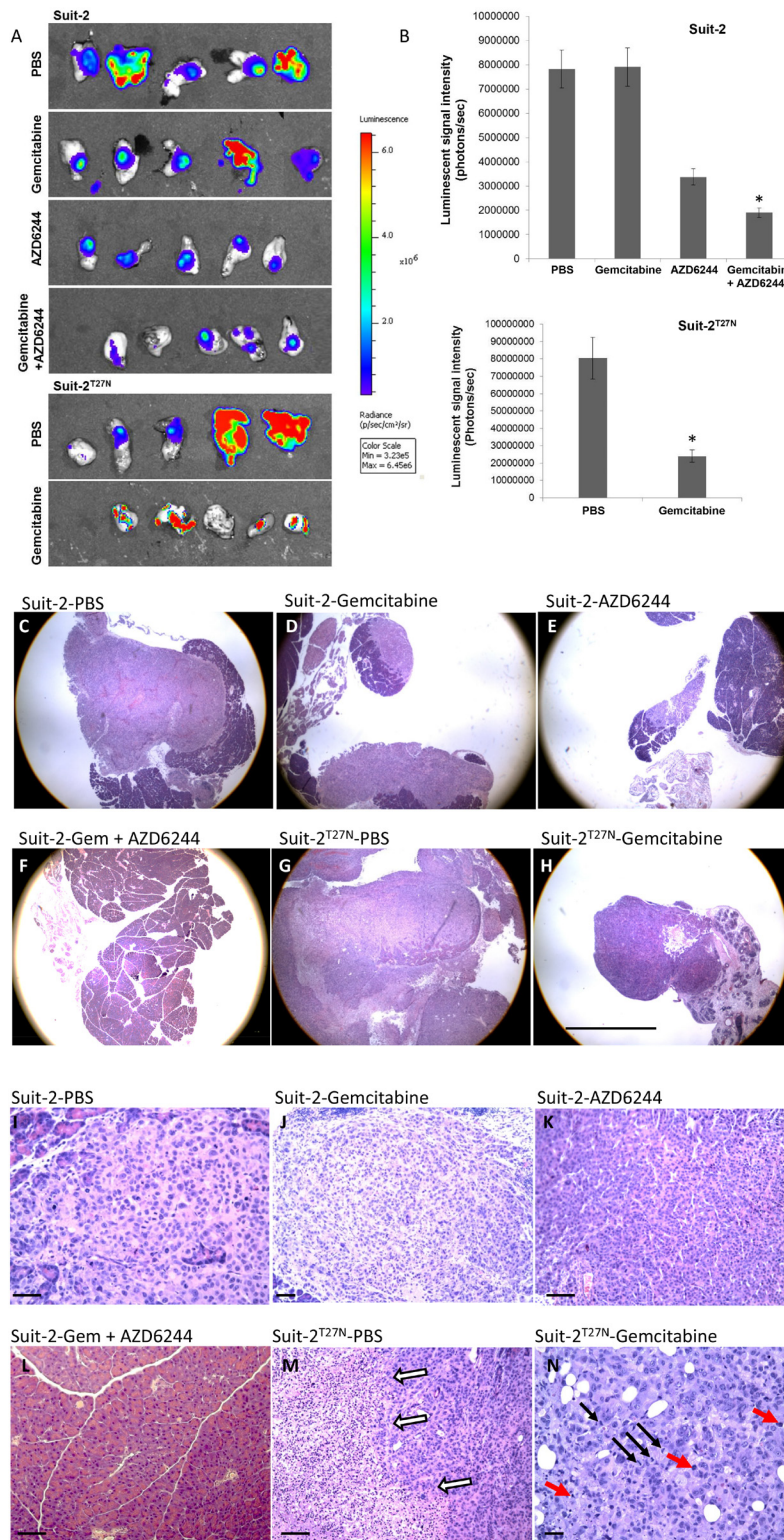 Suit-2
A
PBS
Gemcitabine
AZD6244
Gemcitabine
+AZD6244
Suit-2T27N
PBS
Gemcitabine
Luminescence
6.0
4.0
x10⁶
2.0
Radiance
(p/sec/cm²/sr)
Color Scale
Min = 3.23e5
Max = 6.45e6
B
Suit-2
Luminescent signal intensity
(photons/sec)
10000000
9000000
8000000
7000000
6000000
5000000
4000000
3000000
2000000
1000000
0
*
PBS
Gemcitabine
AZD6244
Gemcitabine
+ AZD6244
Suit-2T27N
Luminescent signal intensity
(Photons/sec)
100000000
90000000
80000000
70000000
60000000
50000000
40000000
30000000
20000000
10000000
0
*
PBS
Gemcitabine
Suit-2-PBS
C
Suit-2-Gemcitabine
D
Suit-2-AZD6244
E
Suit-2-Gem + AZD6244
F
Suit-2T27N-PBS
G
Suit-2T27N-Gemcitabine
H
Suit-2-PBS
I
Suit-2-Gemcitabine
J
Suit-2-AZD6244
K
Suit-2-Gem + AZD6244
L
Suit-2T27N-PBS
M
Suit-2T27N-Gemcitabine
N